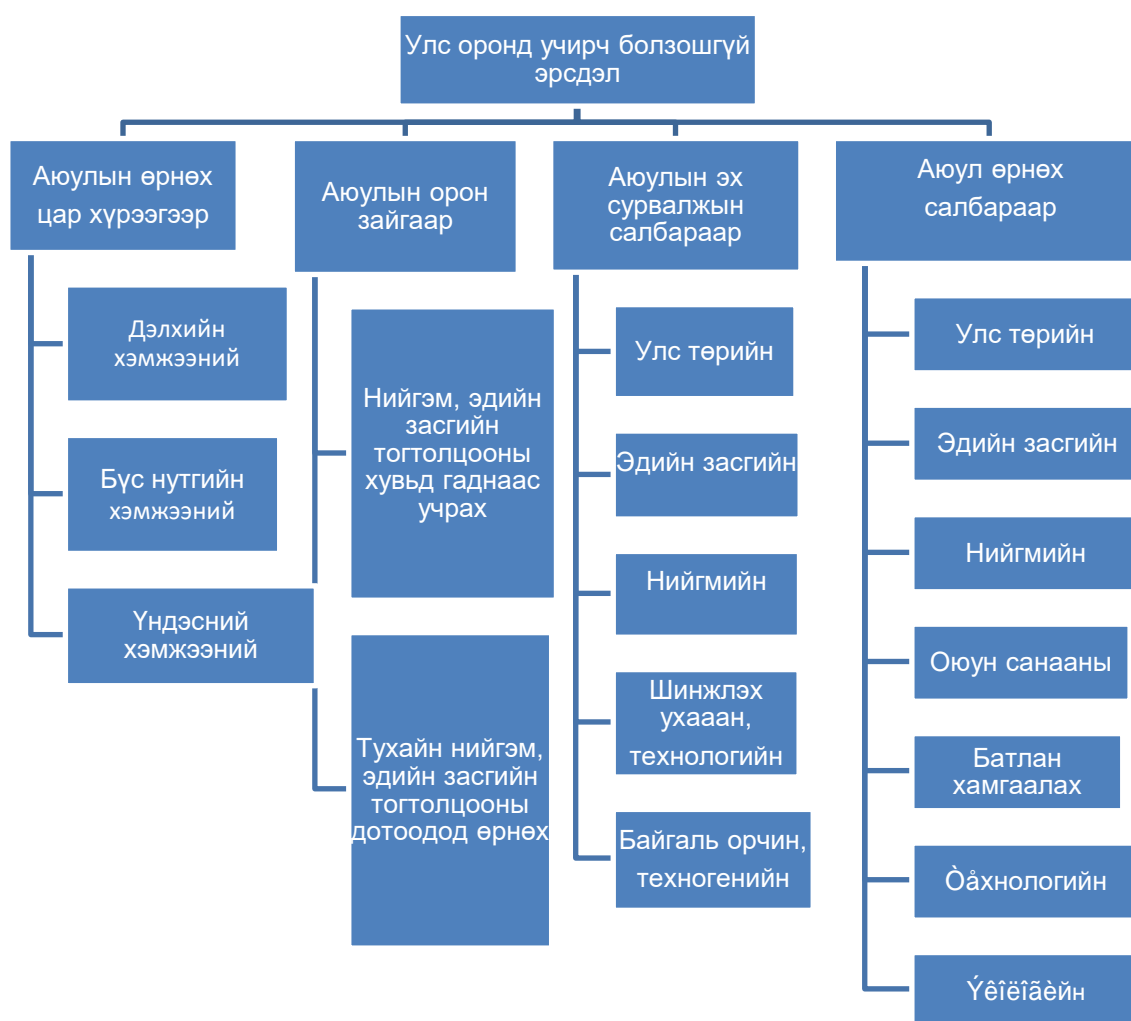 Улс оронд учирч болзошгүй
эрсдэл
Аюулын өрнөх
цар хүрээгээр
Дэлхийн
хэмжээний
Бүс нутгийн
хэмжээний
Үндэсний
хэмжээний
Аюулын орон
зайгаар
Нийгэм, эдийн
засгийн
тогтолцооны
хувьд гаднаас
учрах
Тухайн нийгэм,
эдийн засгийн
тогтолцооны
дотоодод өрнөх
Аюулын эх
сурвалжын
салбараар
Улс төрийн
Эдийн засгийн
Нийгмийн
Шинжлэх
ухааан,
технологийн
Байгаль орчин,
техногенийн
Аюул өрнөх
салбараар
Улс төрийн
Эдийн засгийн
Нийгмийн
Оюун санааны
Батлан
хамгаалах
Òåхнологийн
Ýêîëîãèйн